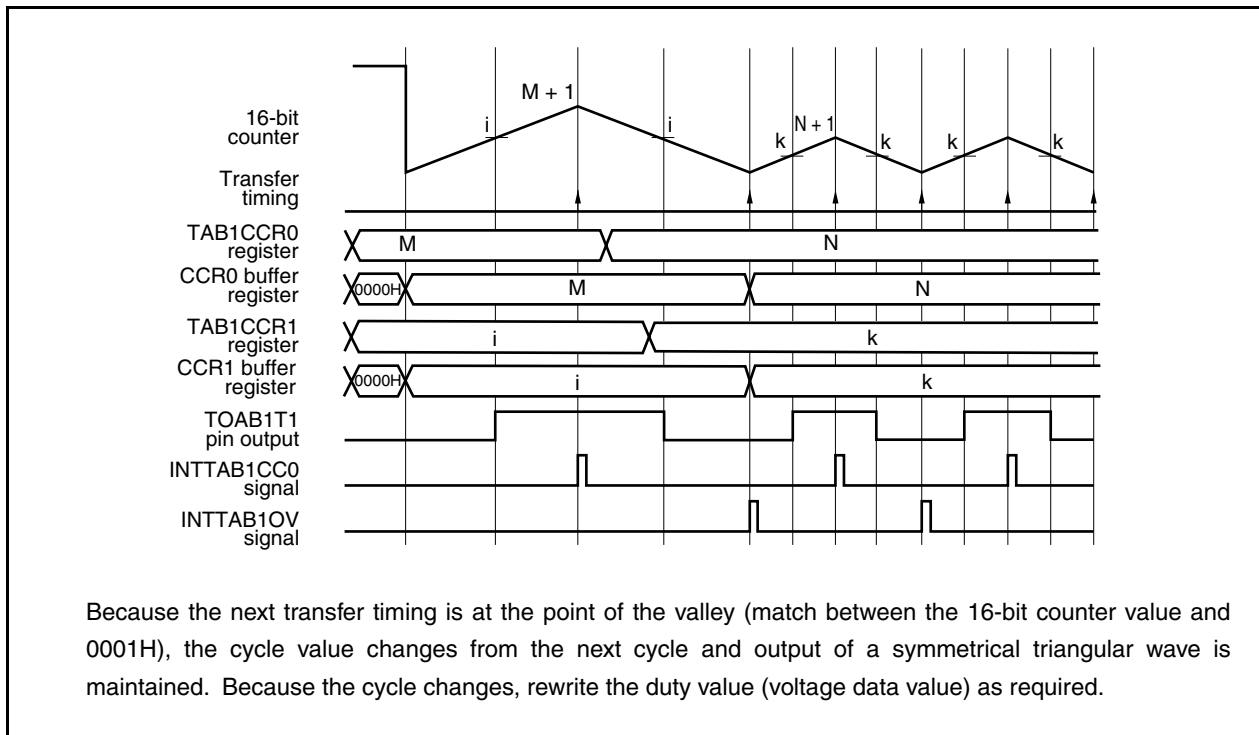 M + 1
16-bit
counter
i
i
N + 1
k
k
k
k
Transfer
timing
TAB1CCR0
register
M
N
CCR0 buffer
register
0000H
M
N
TAB1CCR1
register
i
k
CCR1 buffer
register
0000H
i
k
TOAB1T1
pin output
INTTAB1CC0
signal
INTTAB1OV
signal
Because the next transfer timing is at the point of the valley (match between the 16-bit counter value and
0001H), the cycle value changes from the next cycle and output of a symmetrical triangular wave is
maintained. Because the cycle changes, rewrite the duty value (voltage data value) as required.